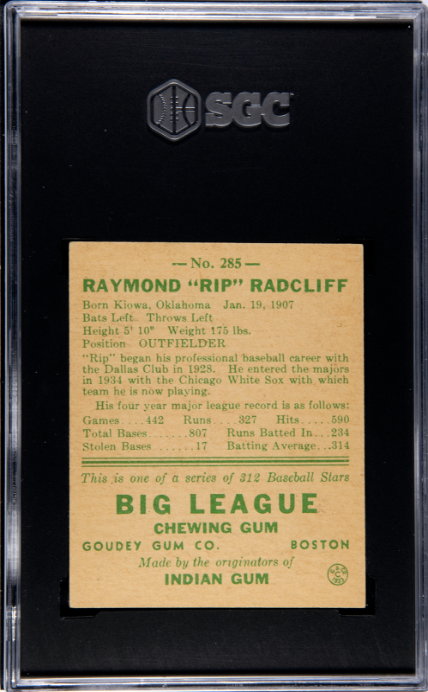 SGC
— No. 285 —
RAYMOND "RIP" RADCLIFF
Born Kiowa, Oklahoma Jan. 19, 1907
Bats Left Throws Left
Height 5' 10" Weight 175 lbs.
Position OUTFIELDER
"Rip" began his professional baseball career with
the Dallas Club in 1928. He entered the majors
in 1934 with the Chicago White Sox with which
team he is now playing.
His four year major league record is as follows:
Games....442 Runs....327 Hits....590
Total Bases......807 Runs Batted In...234
Stolen Bases ......17 Batting Average...314
This is one of a series of 312 Baseball Stars
BIG LEAGUE
CHEWING GUM
GOUDEY GUM CO. BOSTON
Made by the originators of
INDIAN GUM